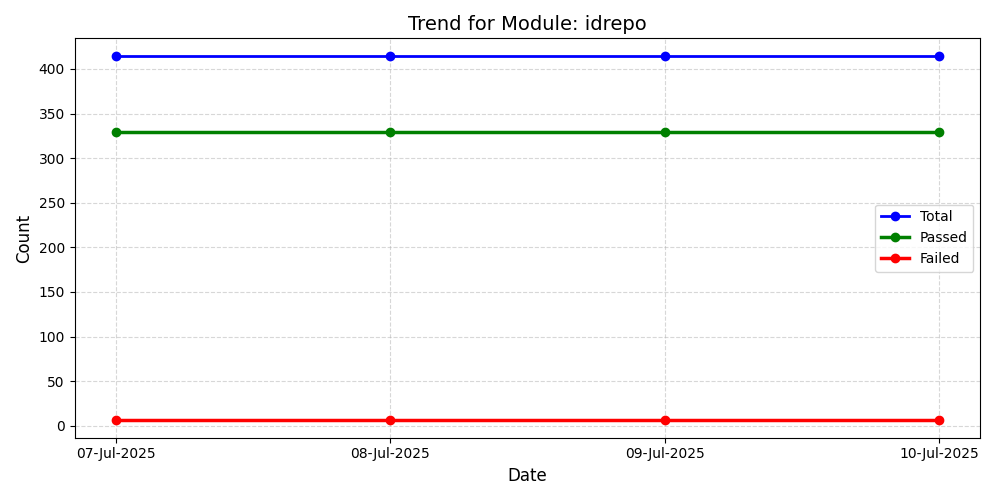 Trend for Module: idrepo
400
350
300
250
200
150
100
50
0
Count
Total
Passed
Failed
07-Jul-2025
08-Jul-2025
09-Jul-2025
10-Jul-2025
Date